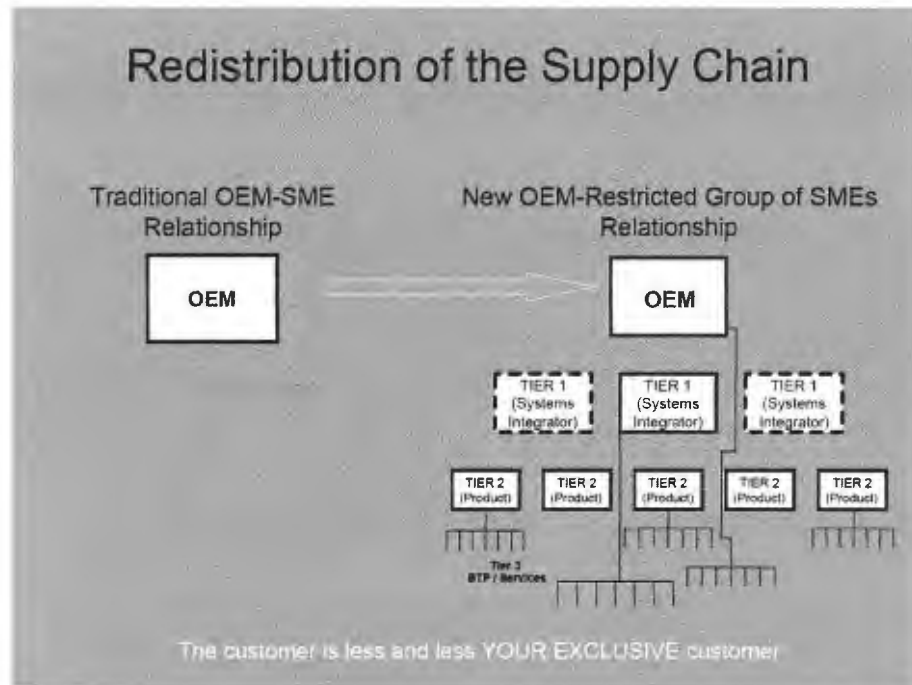 Redistribution of the Supply Chain
Traditional OEM-SME
Relationship
New OEM-Restricted Group of SMEs
Relationship
OEM
OEM
TIER 1
(Systems
Integrator)
TIER 1
(Systems
Integrator)
TIER 1
(Systems
Integrator)
TIER 2
(Product)
TIER 2
(Product)
TIER 2
(Product)
TIER 2
(Product)
TIER 2
(Product)
Tier 3
BTP / Services
The customer is less and less YOUR EXCLUSIVE customer